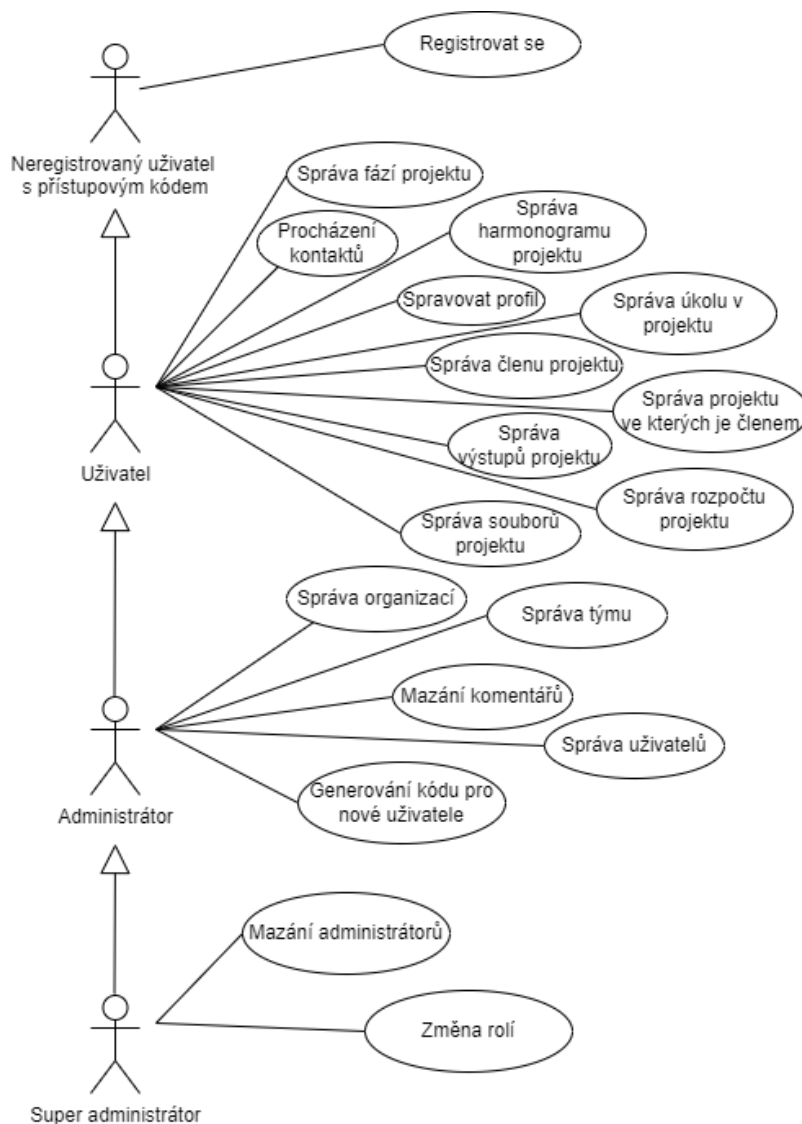 Registrovat se
Neregistrovaný uživatel
s přístupovým kódem
Správa fází projektu
Správa
harmonogramu
projektu
Procházení
kontaktů
Spravovat profil
Správa úkolu v
projektu
Správa členu projektu
Správa projektu
ve kterých je členem
Správa
výstupů projektu
Uživatel
Správa rozpočtu
projektu
Správa souborů
projektu
Správa organizací
Správa týmu
Mazání komentářů
Správa uživatelů
Generování kódu pro
nové uživatele
Administrátor
Mazání administrátorů
Změna rolí
Super administrátor